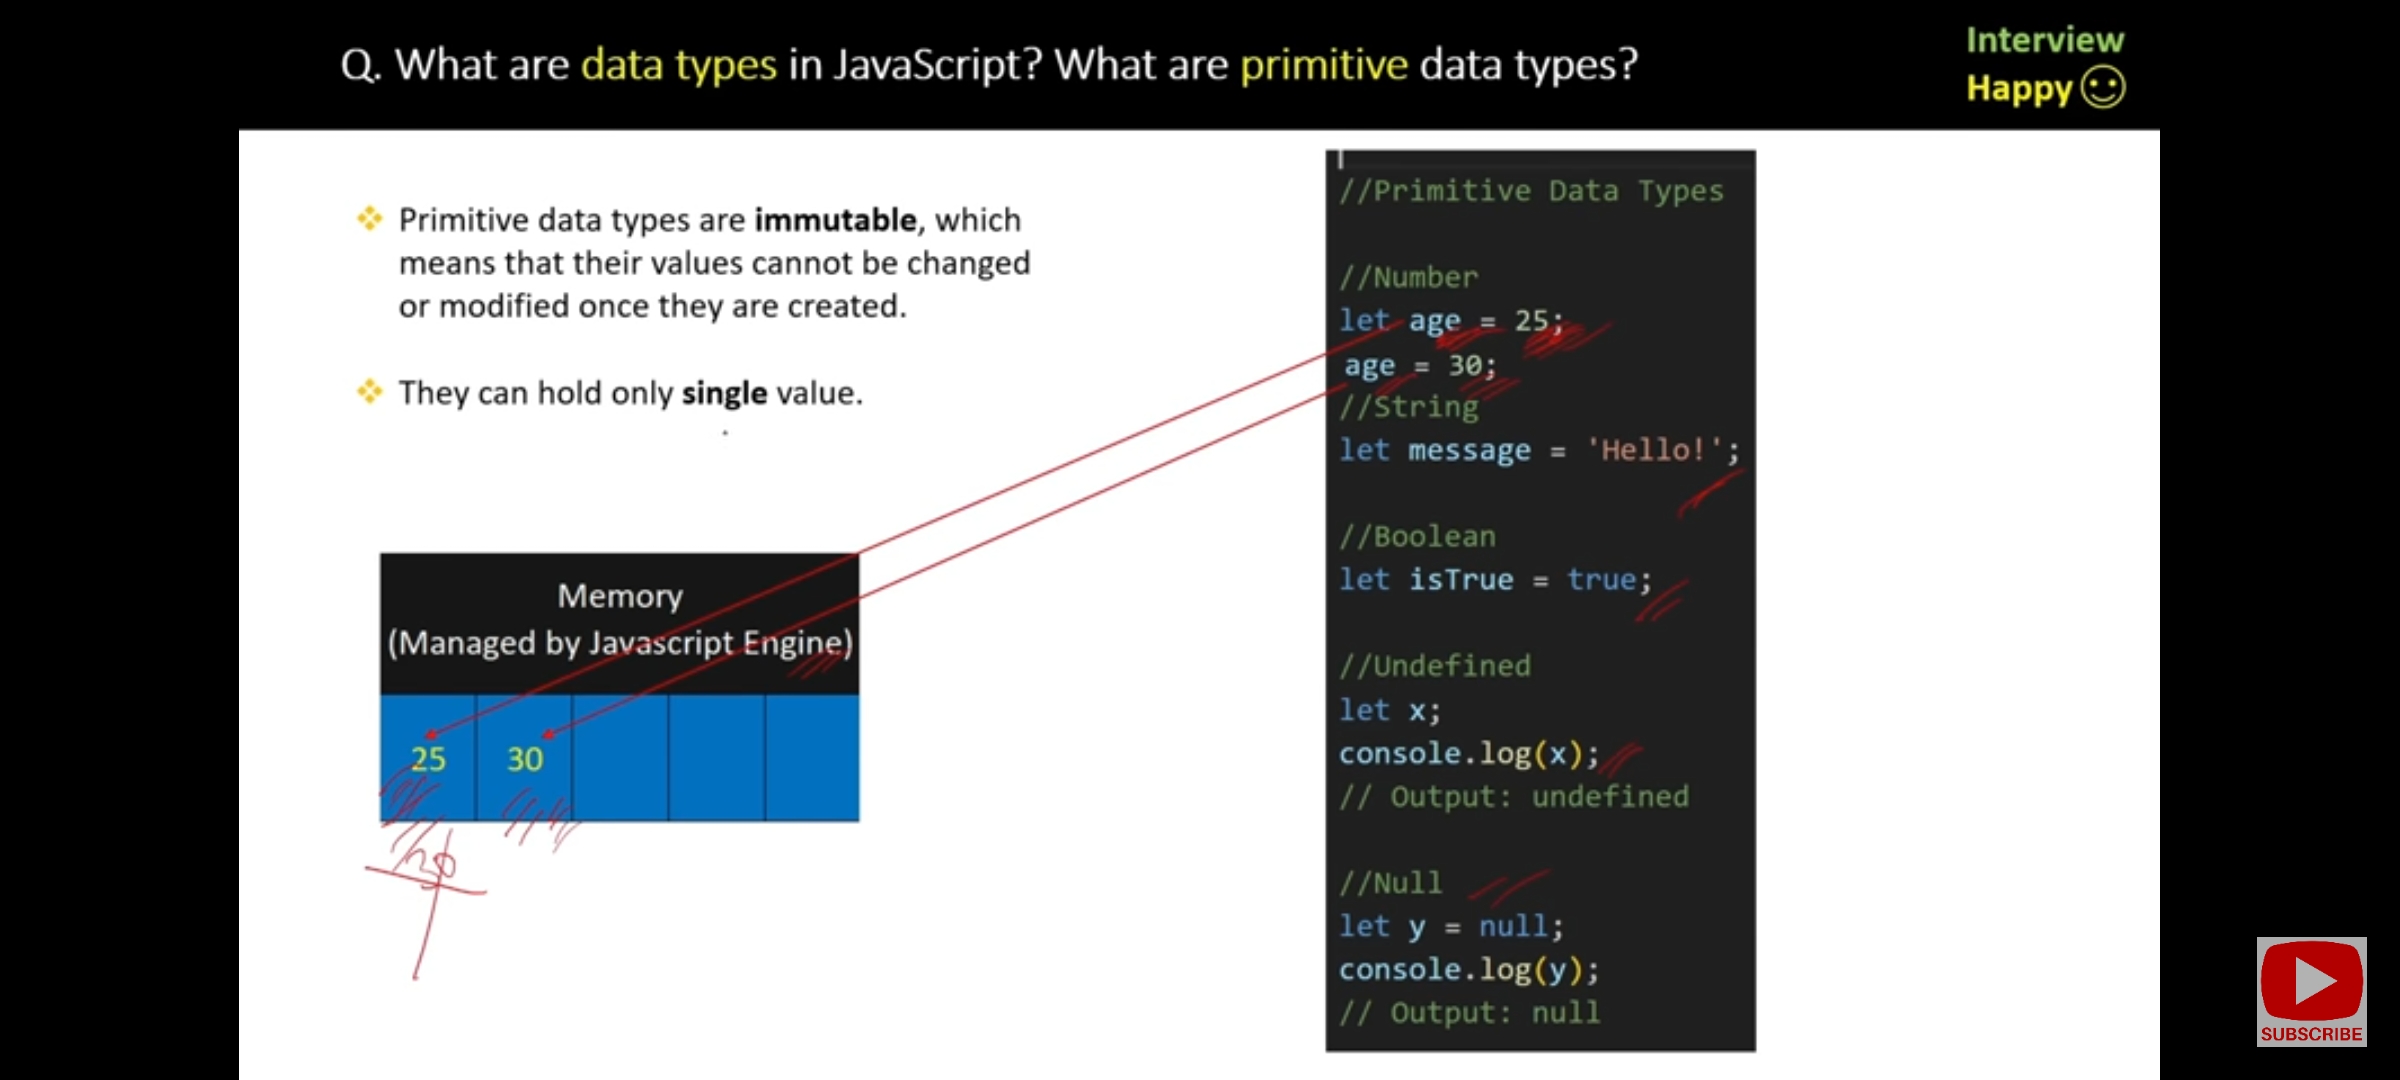 Q. What are data types in JavaScript? What are primitive data types?
Interview
Happy
Primitive data types are immutable, which
means that their values cannot be changed
or modified once they are created.
They can hold only single value.
Memory
(Managed by Javascript Engine)
25 30
30
//Primitive Data Types
//Number
let age = 25;
age = 30;
//String
let message = 'Hello!';
//Boolean
let isTrue = true;
//Undefined
let x;
console.log(x);
// Output: undefined
//Null
let y = null;
console.log(y);
// Output: null
SUBSCRIBE